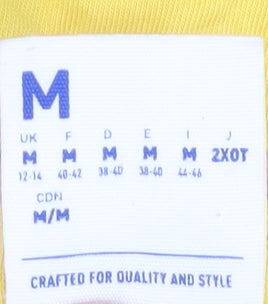 M
UK F D E I J
M M M M M 2XOT
12-14 40-42 38-40 38-40 44-46
CDN
M/M
CRAFTED FOR QUALITY AND STYLE